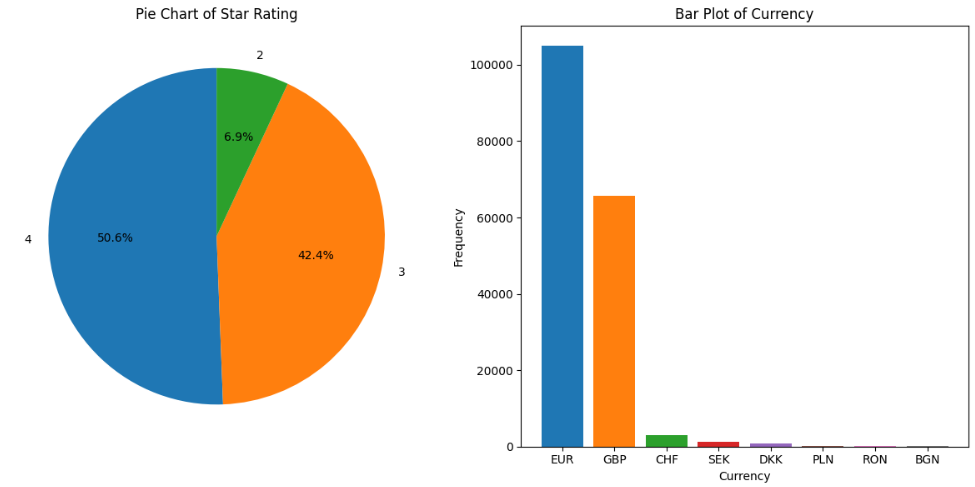 Pie Chart of Star Rating
2
6.9%
4
50.6%
42.4%
3
Bar Plot of Currency
100000
80000
60000
40000
20000
0
Frequency
EUR GBP CHF SEK DKK PLN RON BGN
Currency